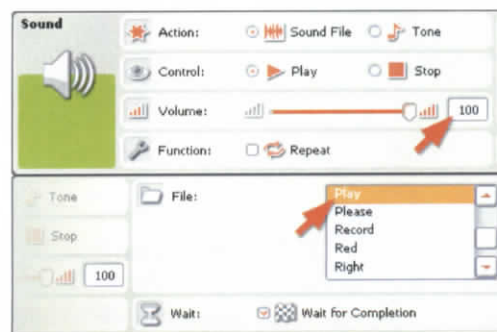 Sound
Action: Sound File Tone
Control: Play Stop
Volume: 100
Function: Repeat
Tone
Stop
100
File:
Play
Please
Record
Red
Right
Wait: Wait for Completion